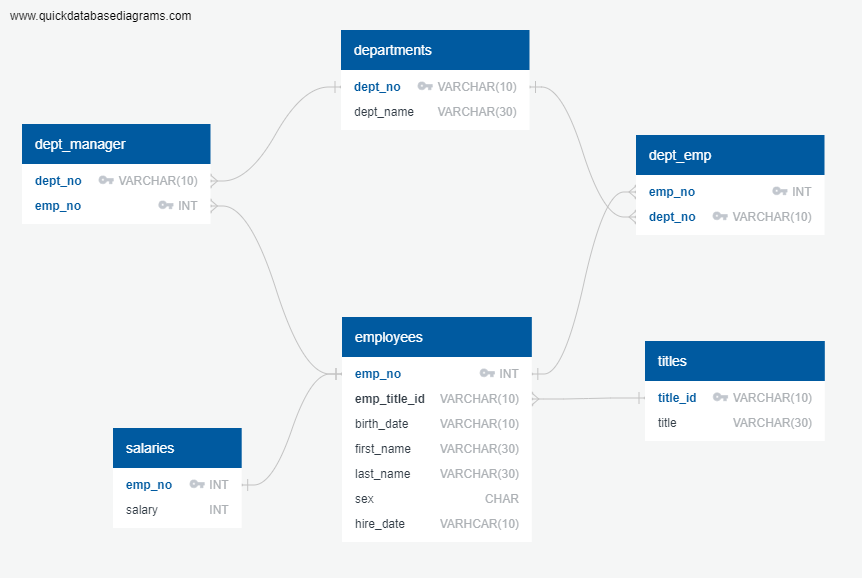 www.quickdatabasediagrams.com
departments
dept_no VARCHAR(10)
dept_name VARCHAR(30)
dept_manager
dept_no VARCHAR(10)
emp_no INT
dept_emp
emp_no INT
dept_no VARCHAR(10)
employees
emp_no INT
emp_title_id VARCHAR(10)
birth_date VARCHAR(10)
first_name VARCHAR(30)
last_name VARCHAR(30)
sex CHAR
hire_date VARHCAR(10)
titles
title_id VARCHAR(10)
title VARCHAR(30)
salaries
emp_no INT
salary INT